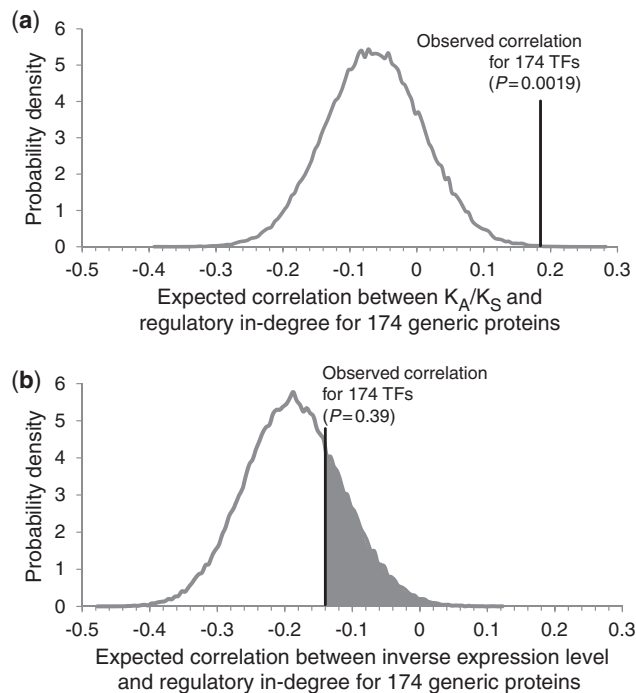 (a)
Probability density
6
5
4
3
2
1
0
Observed correlation
for 174 TFs
(P=0.0019)
-0.5 -0.4 -0.3 -0.2 -0.1 0 0.1 0.2 0.3
Expected correlation between K_A/K_S and
regulatory in-degree for 174 generic proteins
(b)
Probability density
6
5
4
3
2
1
0
Observed correlation
for 174 TFs
(P=0.39)
-0.5 -0.4 -0.3 -0.2 -0.1 0 0.1 0.2 0.3
Expected correlation between inverse expression level
and regulatory in-degree for 174 generic proteins